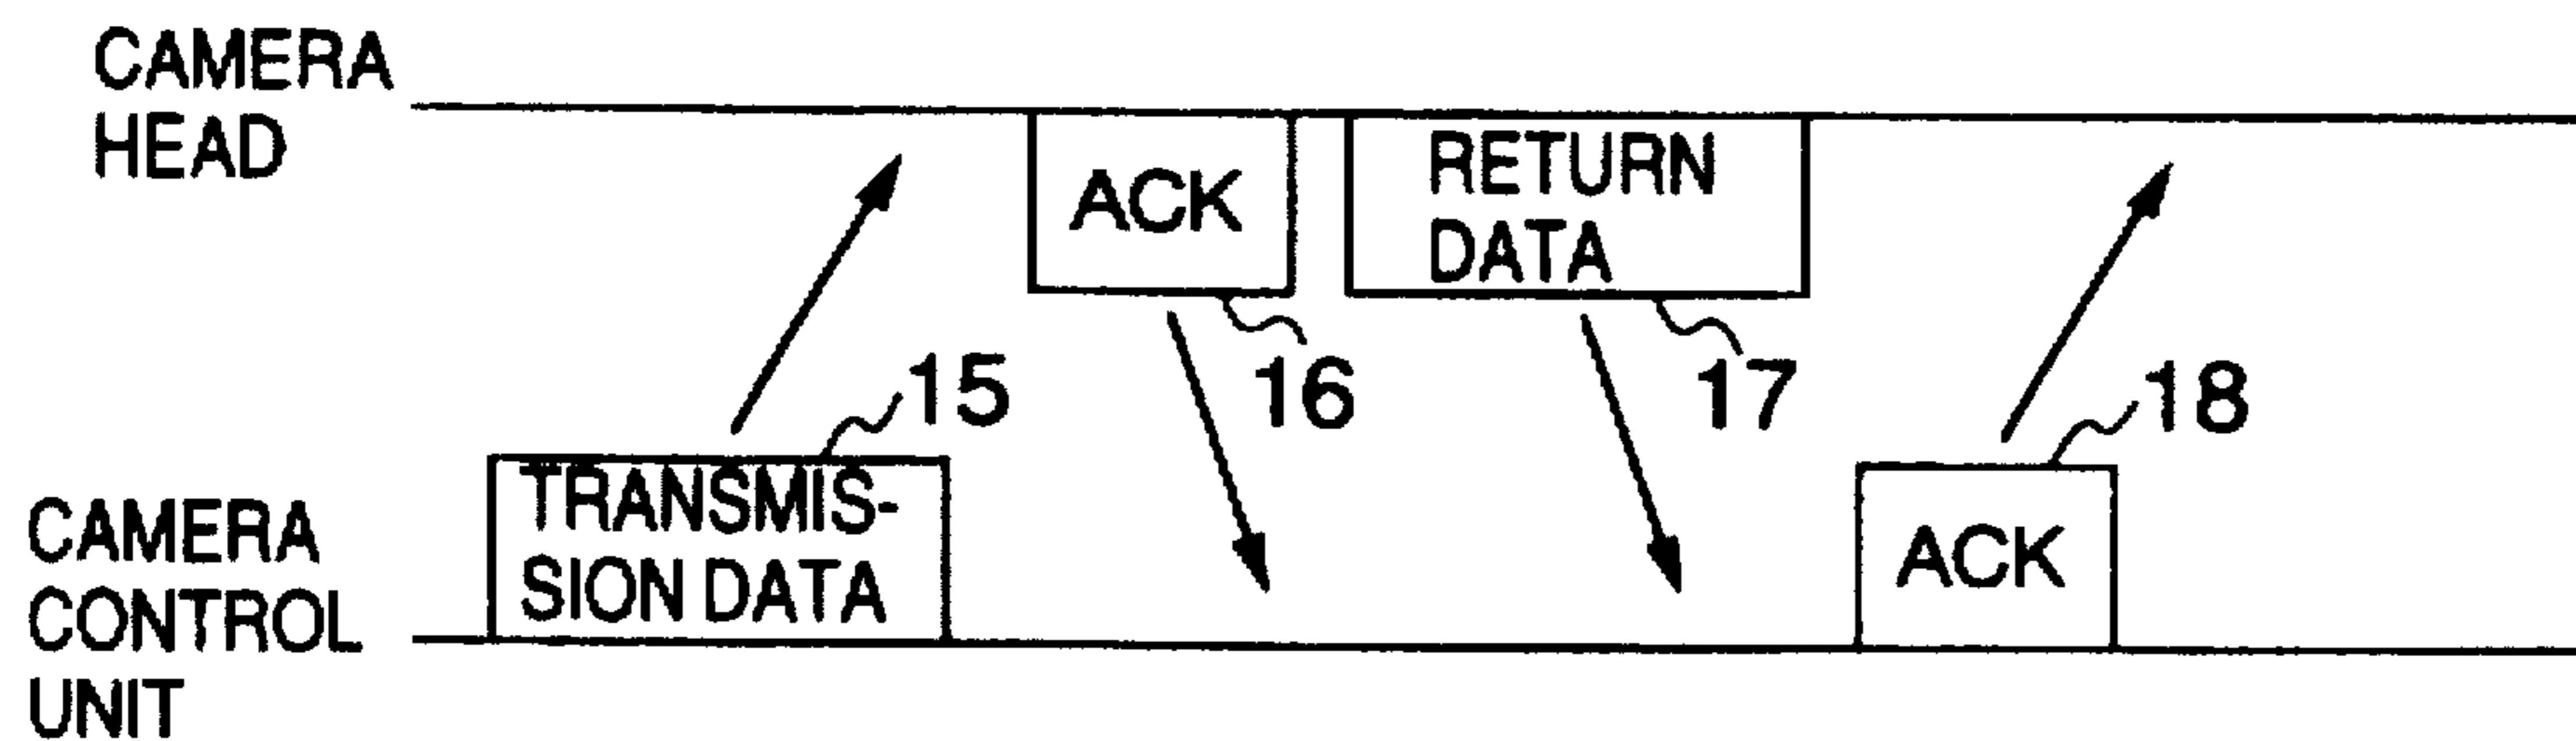 CAMERA
HEAD
ACK
RETURN
DATA
15
16
17
18
TRANSMIS-
SION DATA
ACK
CAMERA
CONTROL
UNIT